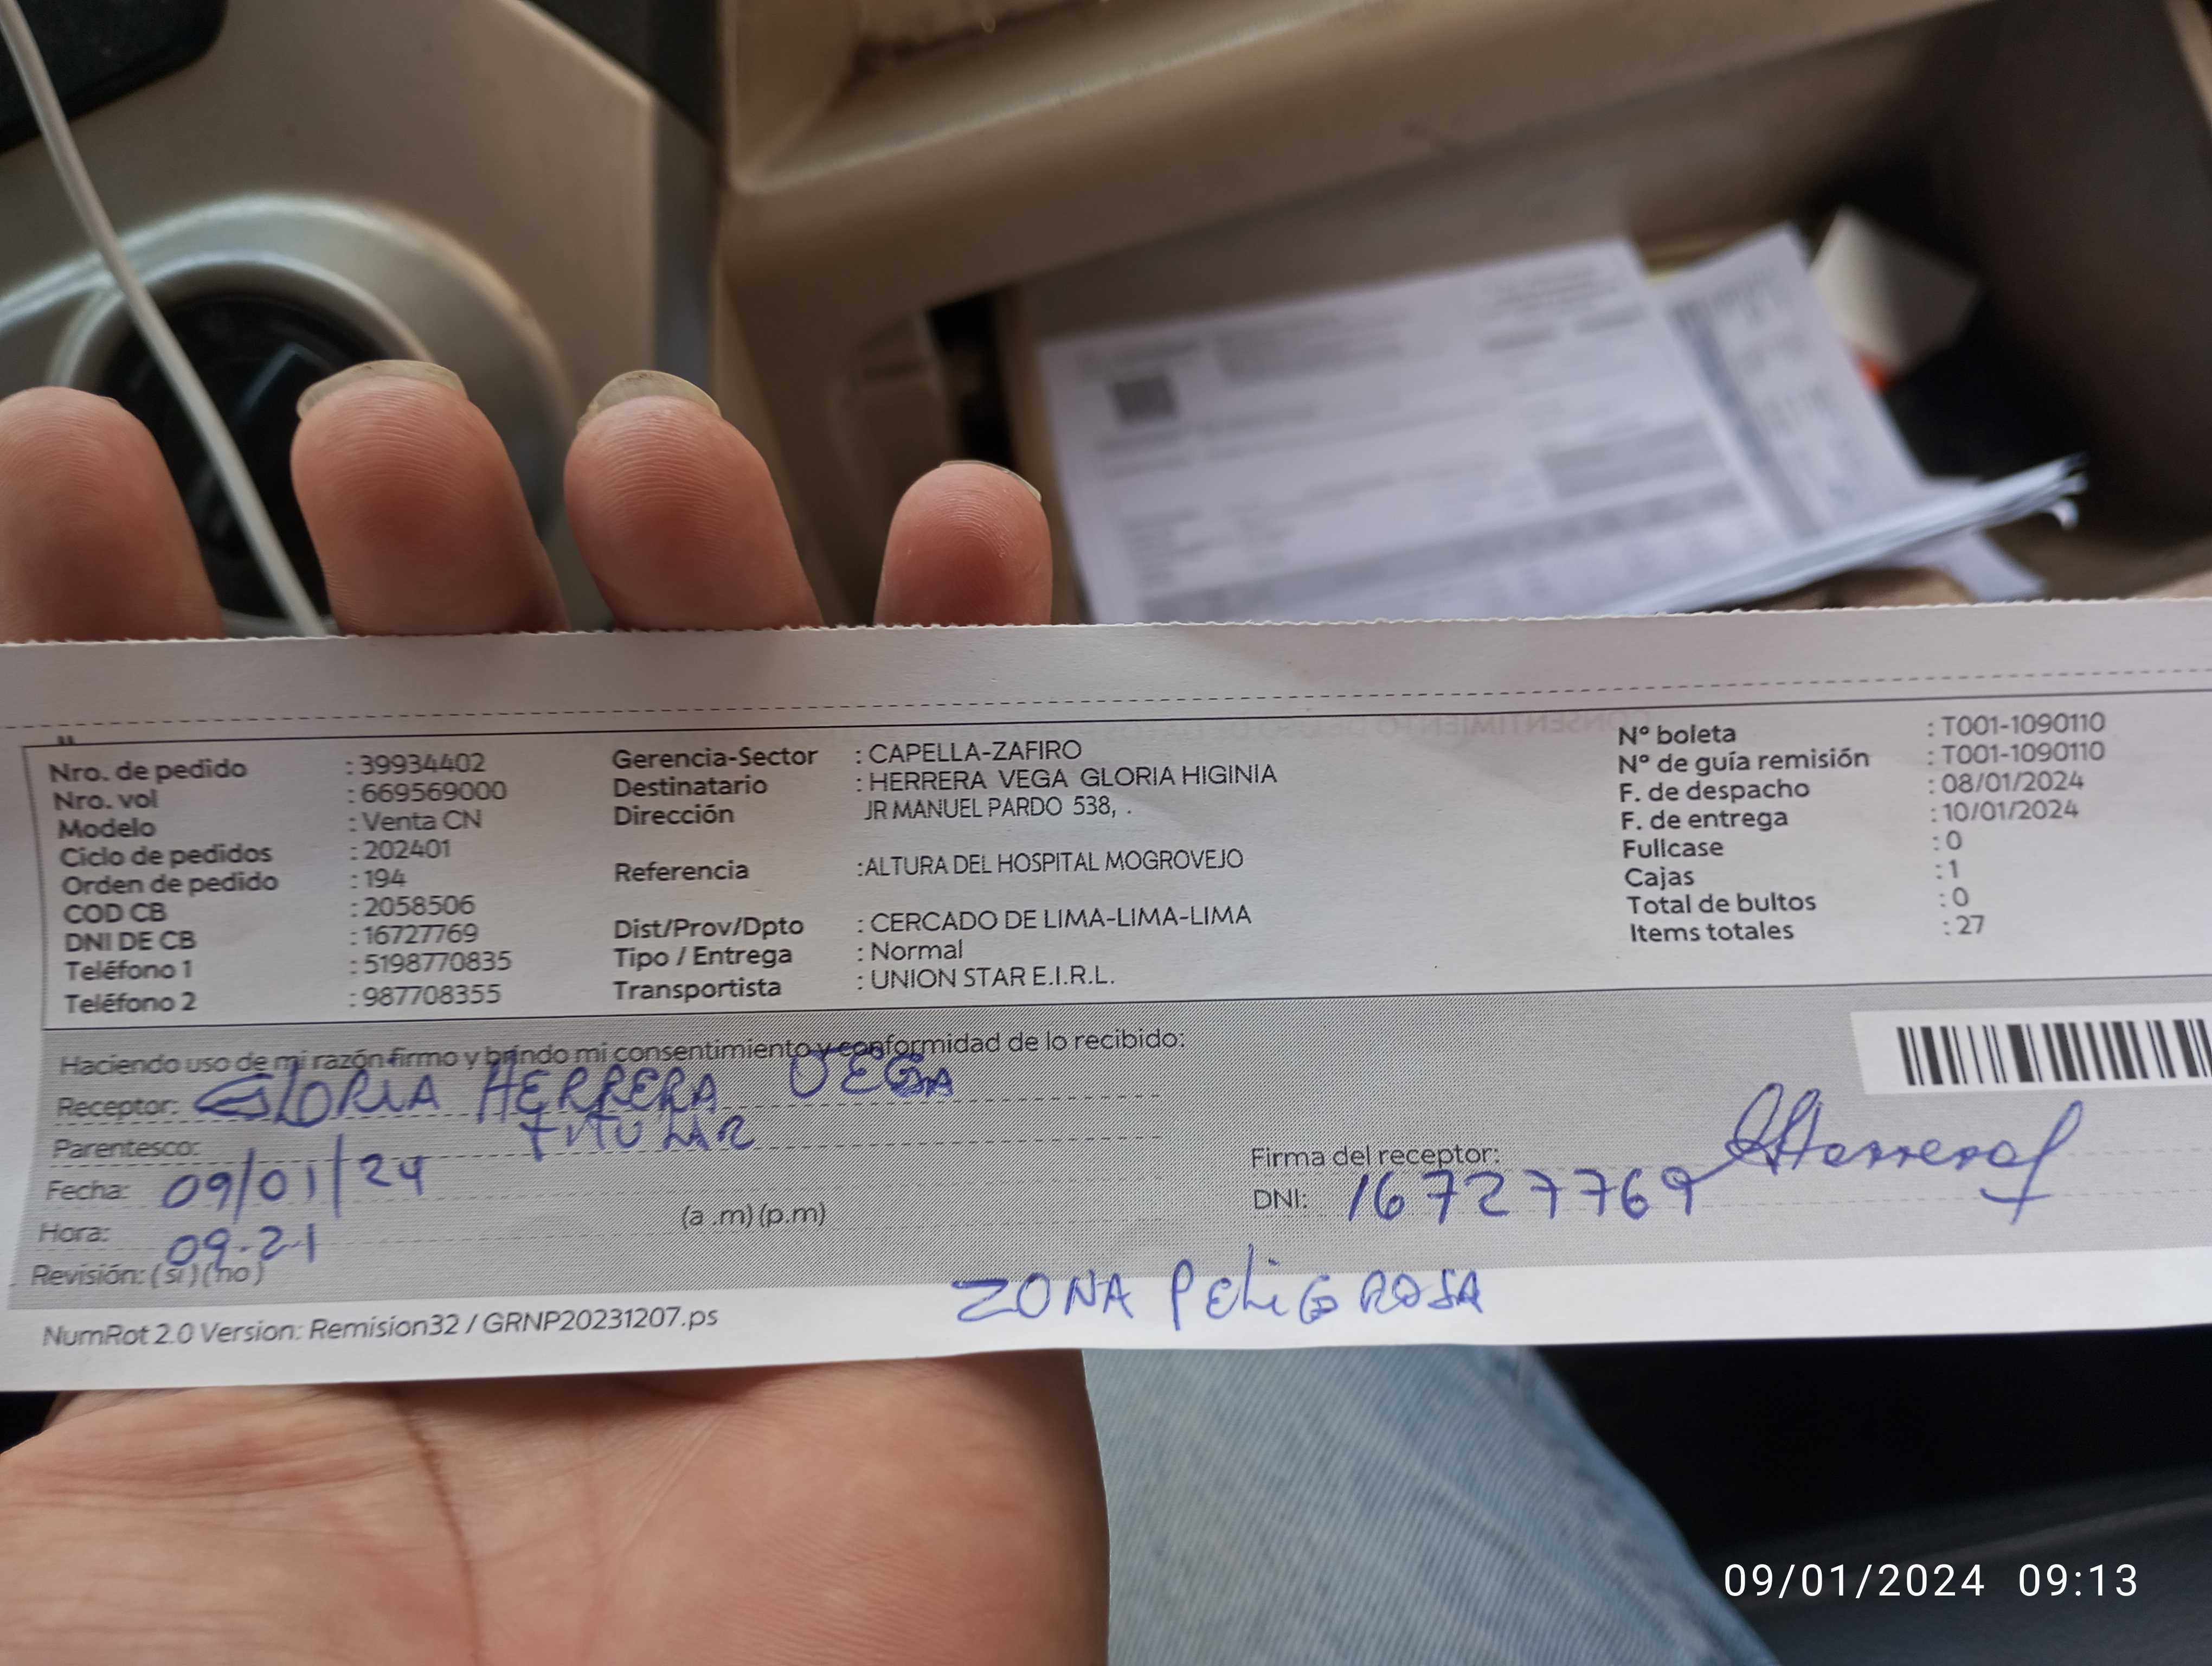 Nro. de pedido : 39934402
Nro. vol : 669569000
Modelo : Venta CN
Ciclo de pedidos : 202401
Orden de pedido : 194
COD CB : 2058506
DNI DE CB : 16727769
Teléfono 1 : 5198770835
Teléfono 2 : 987708355
Gerencia-Sector : CAPELLA-ZAFIRO
Destinatario : HERRERA VEGA GLORIA HIGINIA
Dirección JR MANUEL PARDO 538, .
Referencia :ALTURA DEL HOSPITAL MOGROVEJO
Dist/Prov/Dpto : CERCADO DE LIMA-LIMA-LIMA
Tipo / Entrega : Normal
Transportista : UNION STAR E.I.R.L.
N° boleta : T001-1090110
N° de guía remisión : T001-1090110
F. de despacho : 08/01/2024
F. de entrega : 10/01/2024
Fullcase : 0
Cajas : 1
Total de bultos : 0
Items totales : 27
Haciendo uso de mi razón firmo y brindo mi consentimiento y conformidad de lo recibido:
Receptor: GLORIA HERRERA VEGA
Parentesco: TITULAR
Fecha: 09/01/24
Hora: 09-21 (a .m) (p.m)
Revisión: (si) (no)
Firma del receptor: Herrera
DNI: 16727769
ZONA PELIGROSA
NumRot 2.0 Version: Remision32 / GRNP20231207.ps
09/01/2024 09:13